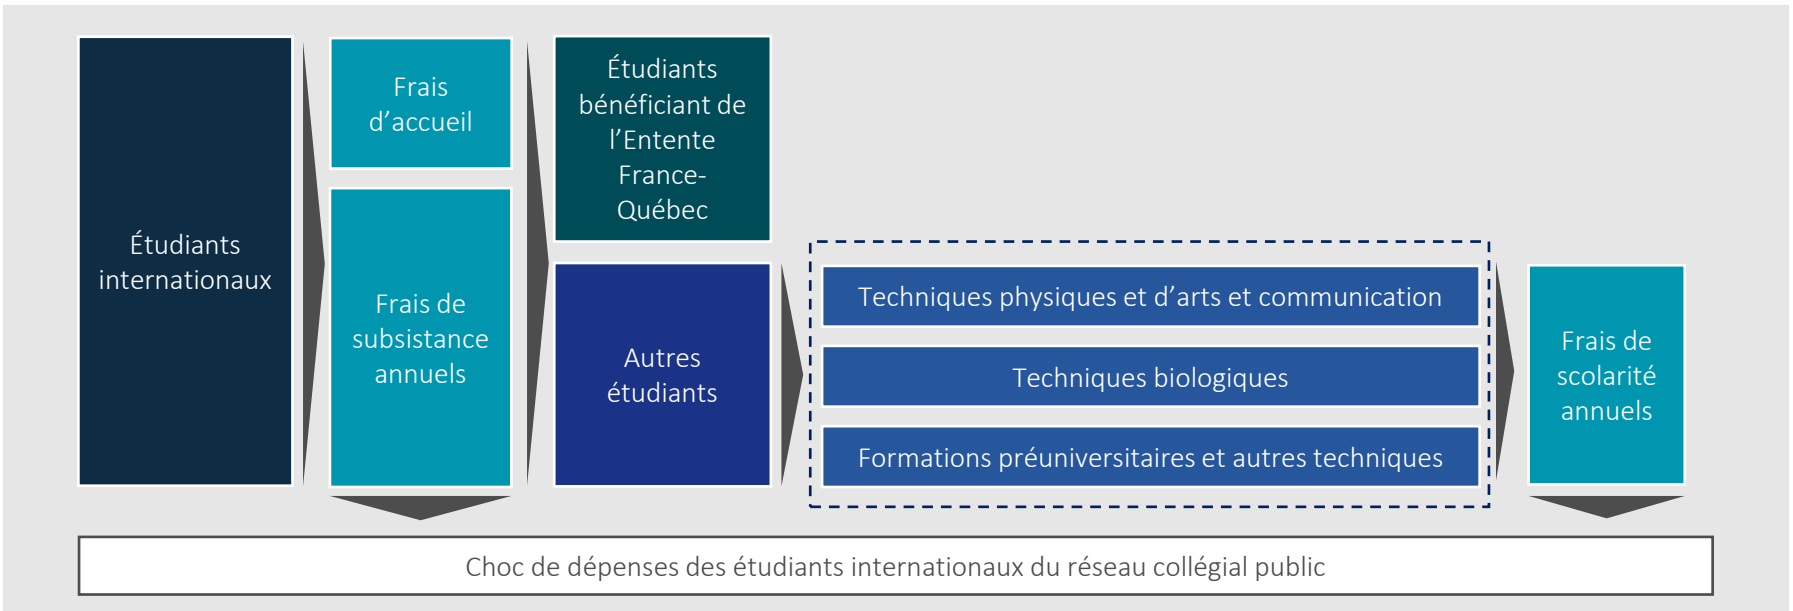 Étudiants
internationaux
Frais
d’accueil
Frais de
subsistance
annuels
Étudiants
bénéficiant de
l’Entente
France-
Québec
Autres
étudiants
Techniques physiques et d’arts et communication
Techniques biologiques
Formations préuniversitaires et autres techniques
Frais de
scolarité
annuels
Choc de dépenses des étudiants internationaux du réseau collégial public